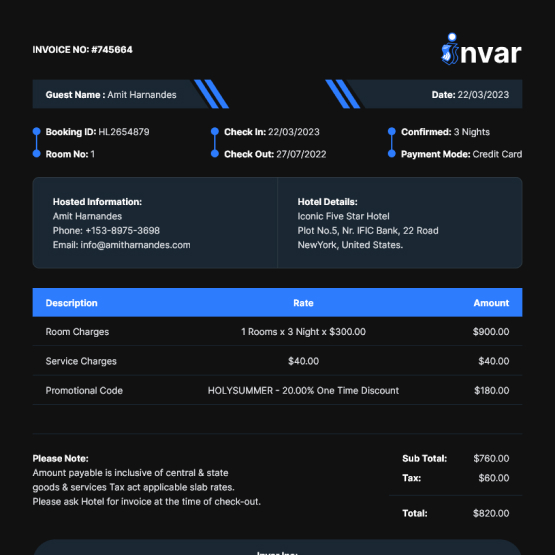 INVOICE NO: #745664
invar
Guest Name : Amit Harnandes
Date: 22/03/2023
Booking ID: HL2654879
Check In: 22/03/2023
Confirmed: 3 Nights
Room No: 1
Check Out: 27/07/2022
Payment Mode: Credit Card
Hosted Information:
Amit Harnandes
Phone: +153-8975-3698
Email: info@amitharnandes.com
Hotel Details:
Iconic Five Star Hotel
Plot No.5, Nr. IFIC Bank, 22 Road
NewYork, United States.
Description Rate Amount
Room Charges 1 Rooms x 3 Night x $300.00 $900.00
Service Charges $40.00 $40.00
Promotional Code HOLYSUMMER - 20.00% One Time Discount $180.00
Please Note:
Amount payable is inclusive of central & state
goods & services Tax act applicable slab rates.
Please ask Hotel for invoice at the time of check-out.
Sub Total: $760.00
Tax: $60.00
Total: $820.00
Invar Inc: